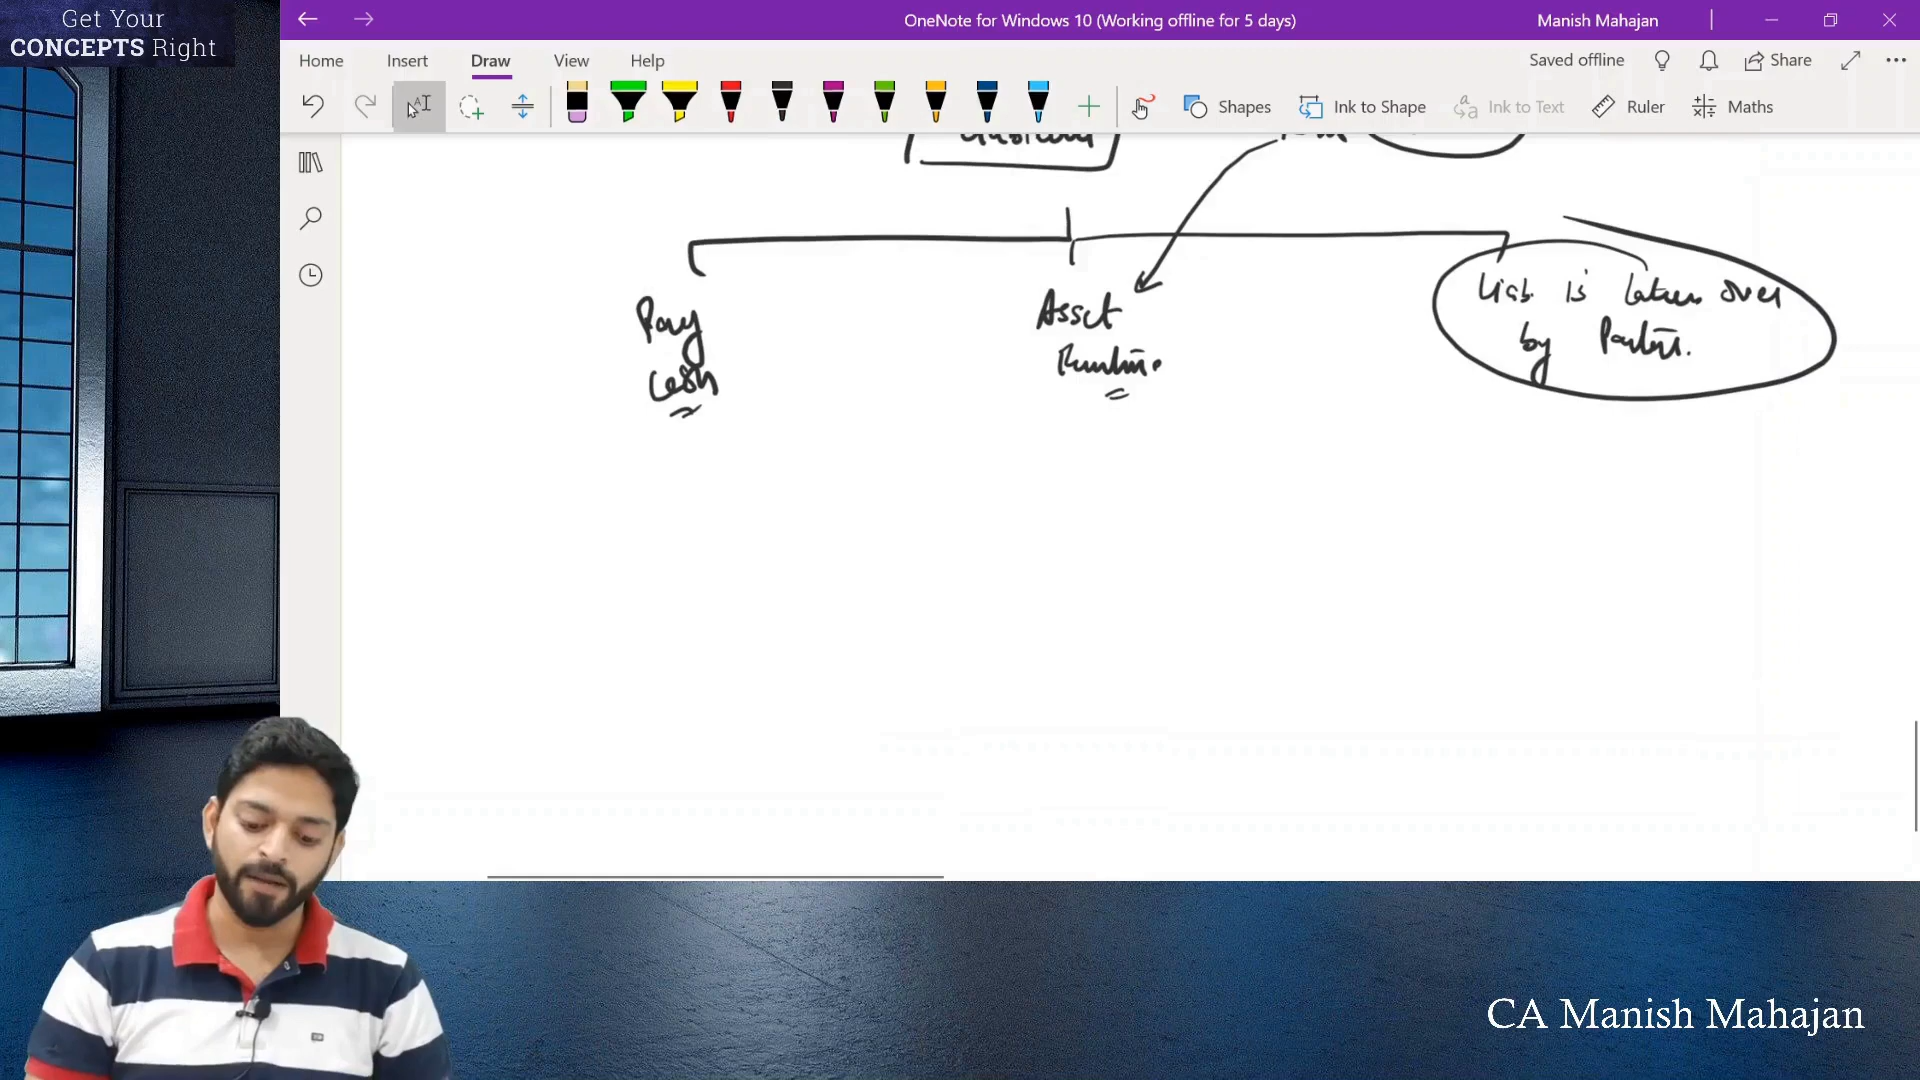 Get Your
CONCEPTS Right
OneNote for Windows 10 (Working offline for 5 days)
Manish Mahajan
Home Insert Draw View Help
Saved offline
Share
Shapes
Ink to Shape
Ink to Text
Ruler
Maths
Pay
Cash
Asset
Liab. is taken over
by
CA Manish Mahajan